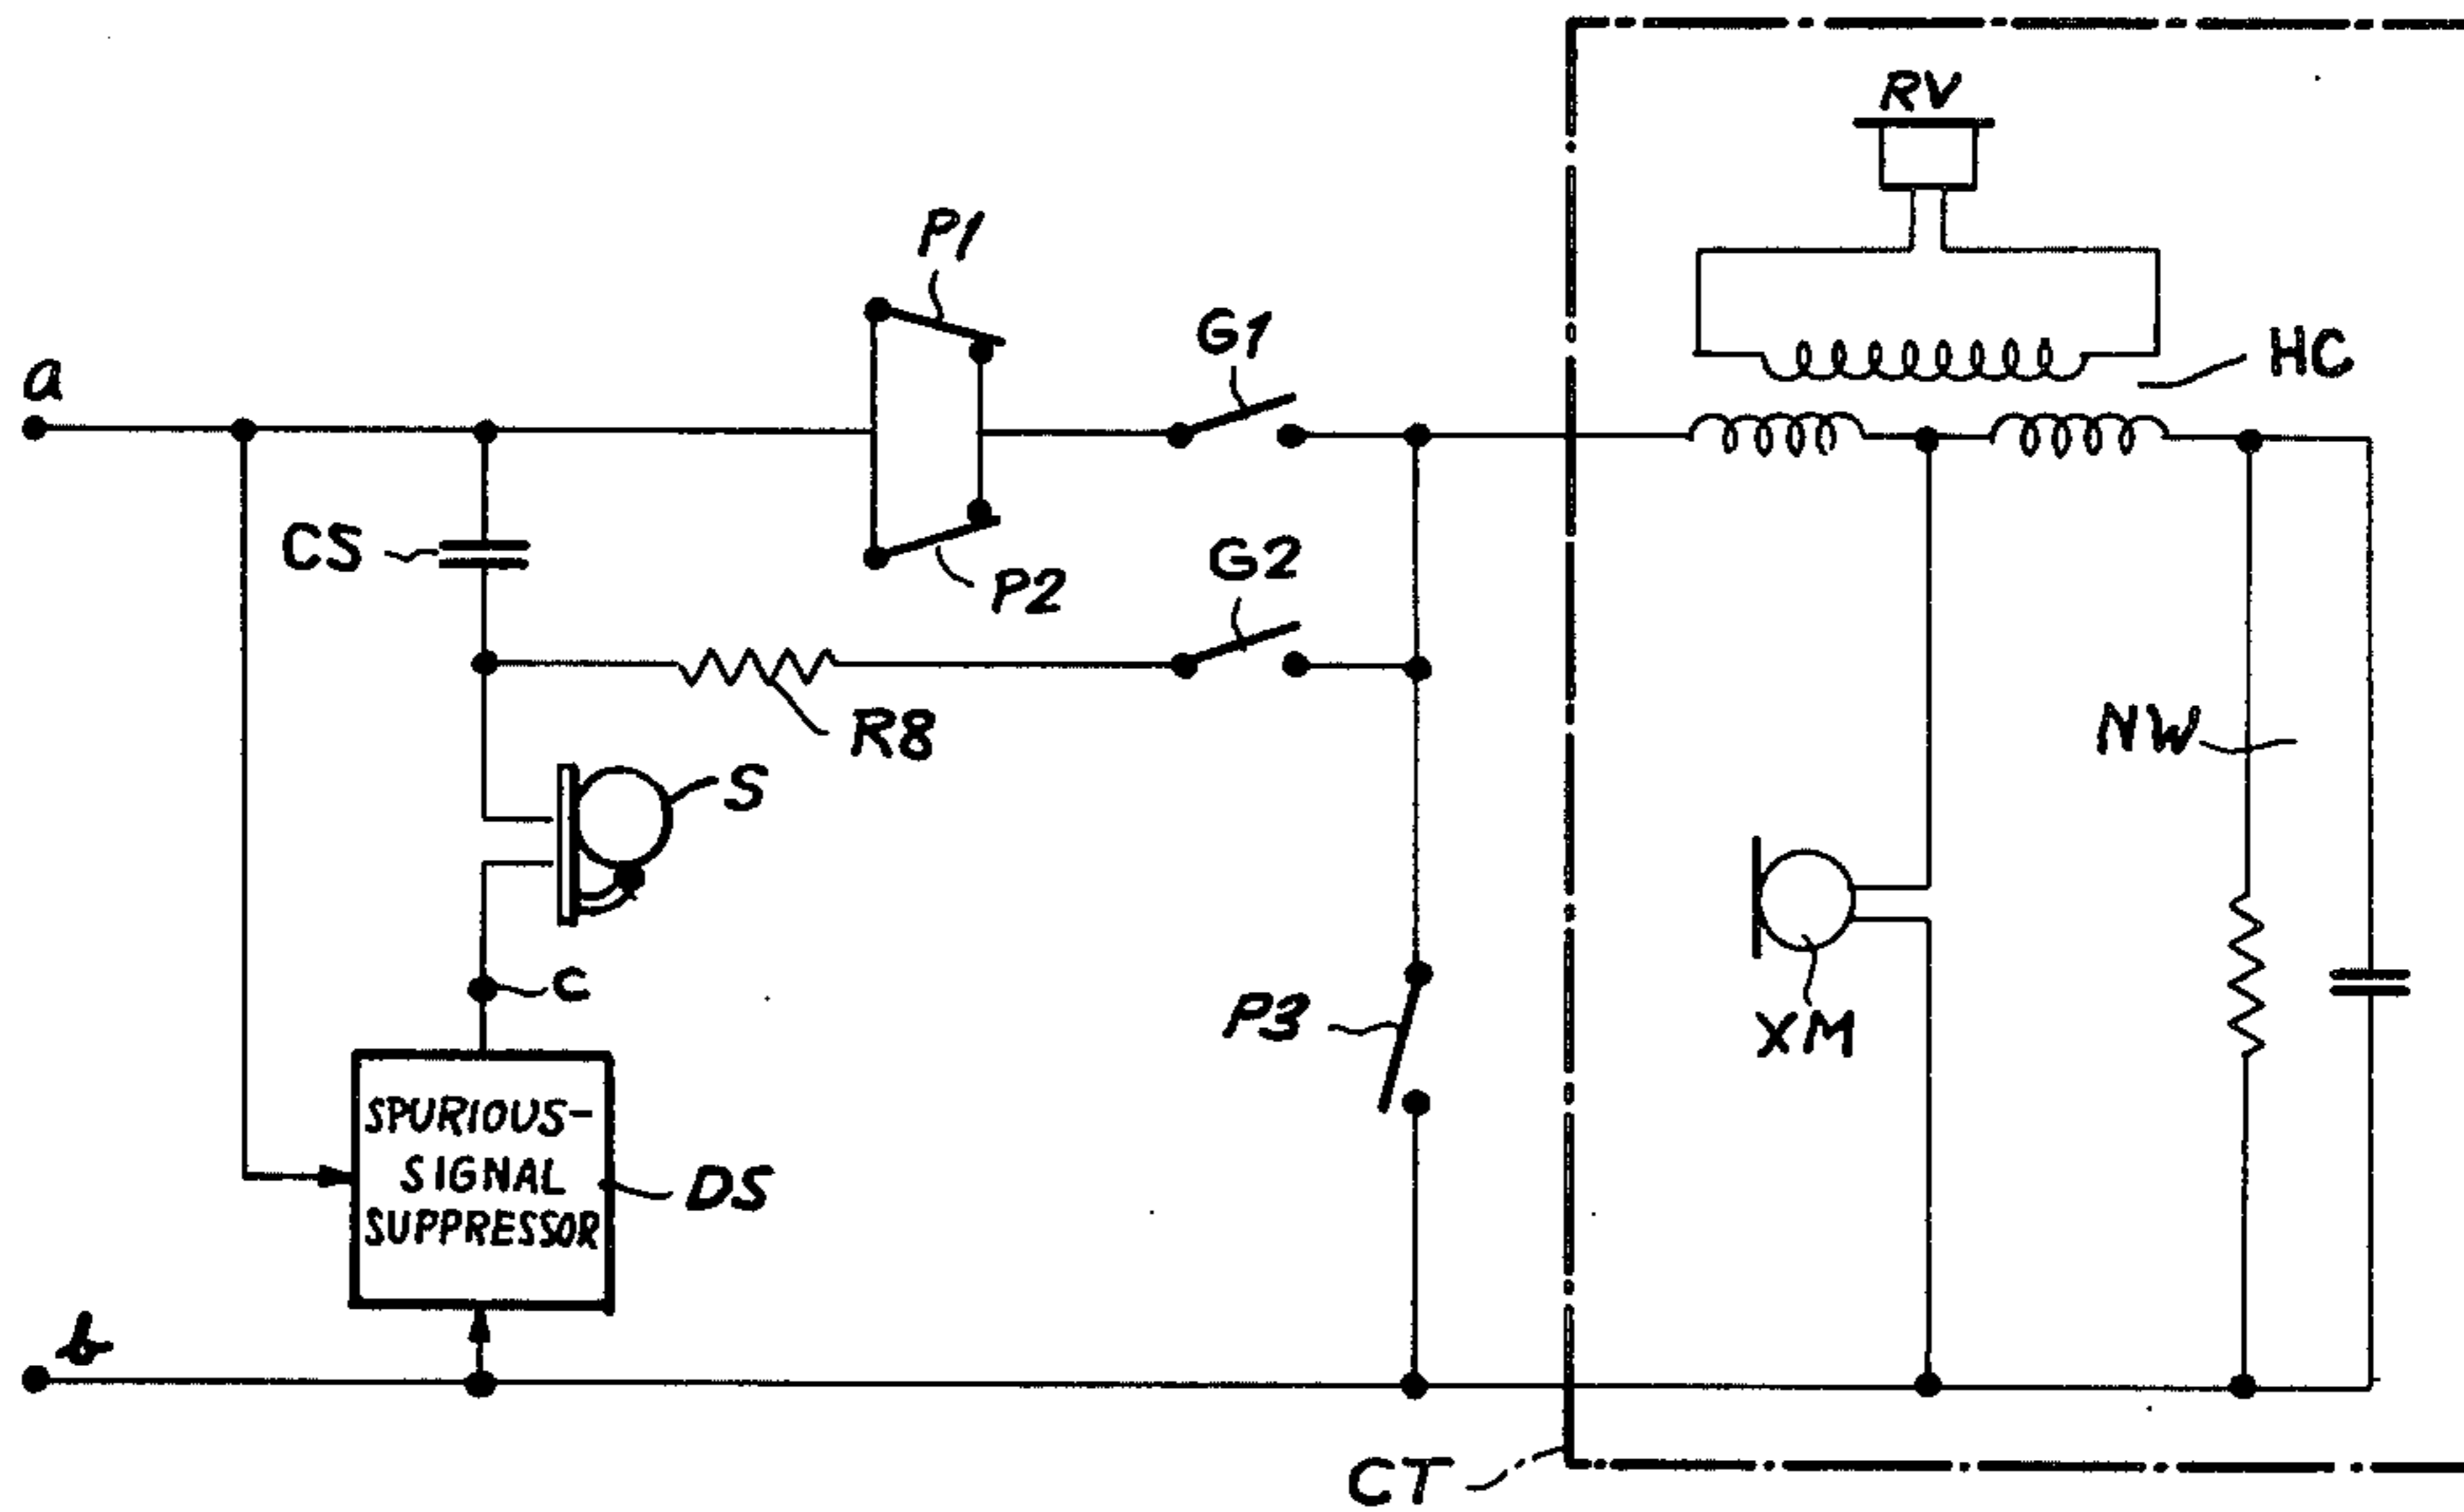 RV
P1
G1
HC
a
CS
G2
P2
R8
NW
S
C
P3
XM
SPURIOUS-
SIGNAL
SUPPRESSOR
DS
b
CT